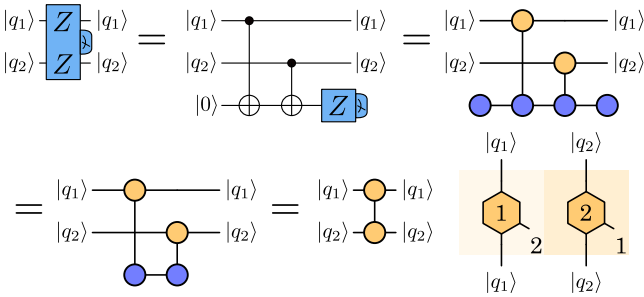 |q₁⟩ Z |q₁⟩ = |q₁⟩ |q₁⟩ = |q₁⟩ |q₁⟩
|q₂⟩ Z |q₂⟩ |q₂⟩ |q₂⟩ |q₂⟩ |q₂⟩
|0⟩ Z
|q₁⟩ |q₂⟩
= |q₁⟩ |q₁⟩ = |q₁⟩ |q₁⟩ 1 2
|q₂⟩ |q₂⟩ |q₂⟩ |q₂⟩ 2 1
|q₁⟩ |q₂⟩